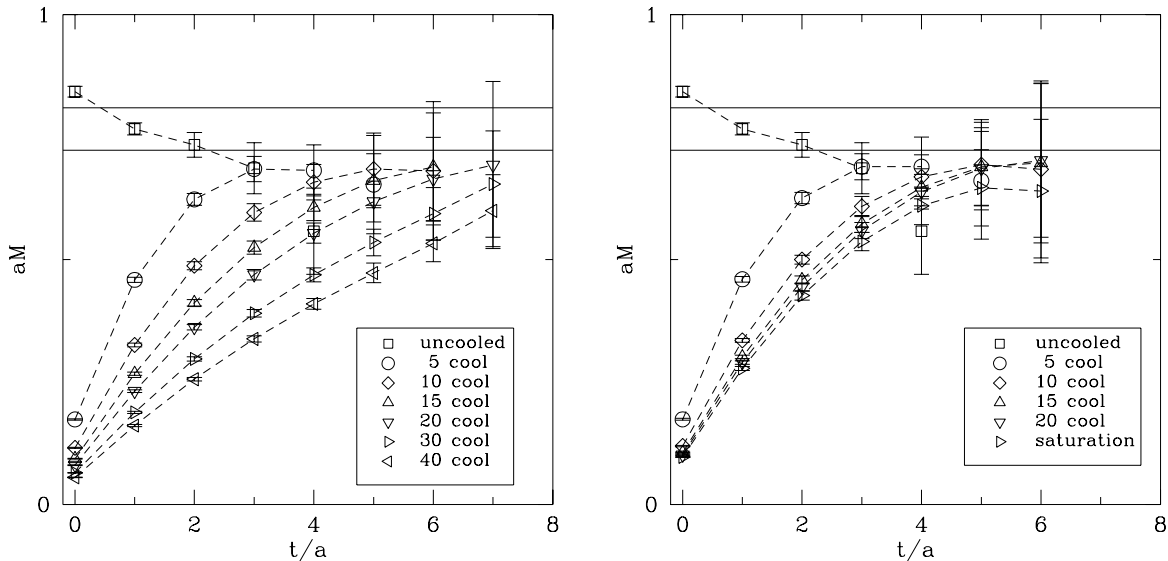 1
aM
0
0 2 4 6 8
t/a
uncooled
5 cool
10 cool
15 cool
20 cool
30 cool
40 cool
1
aM
0
0 2 4 6 8
t/a
uncooled
5 cool
10 cool
15 cool
20 cool
saturation